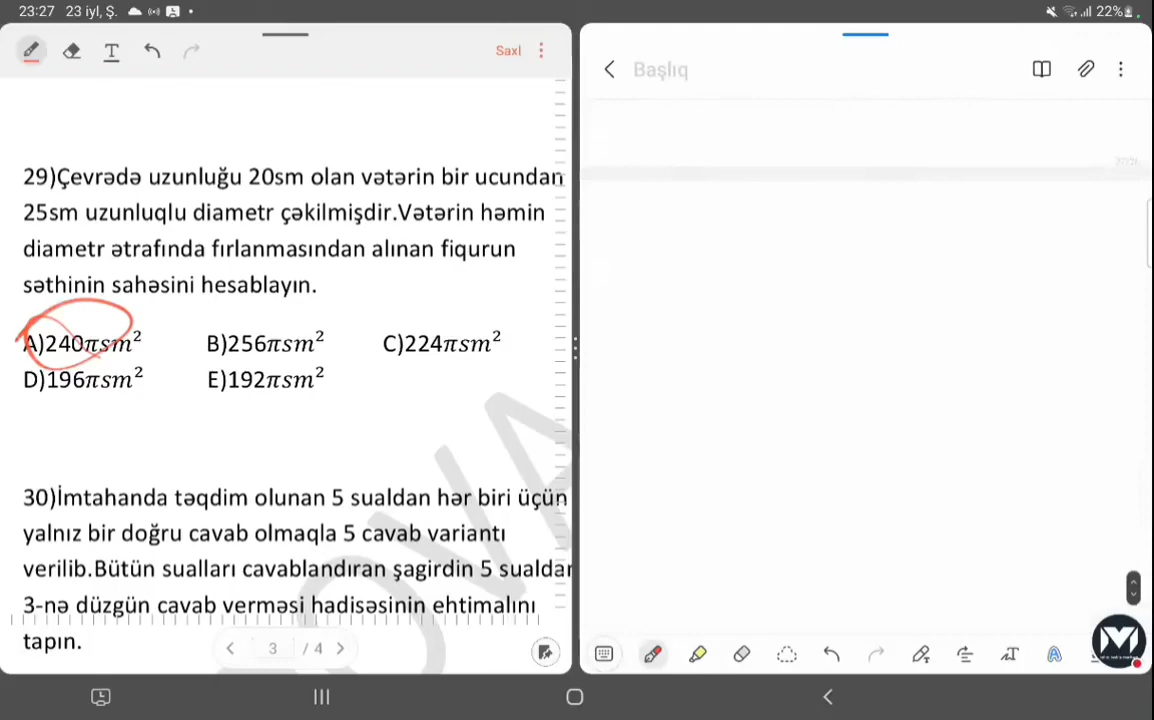 23:27 23 iyl, Ş.
22%
Saxl
Başlıq
29)Çevrədə uzunluğu 20sm olan vətərin bir ucundan
25sm uzunluqlu diametr çəkilmişdir.Vətərin həmin
diametr ətrafında fırlanmasından alınan fiqurun
səthinin sahəsini hesablayın.
A)240πsm² B)256πsm² C)224πsm²
D)196πsm² E)192πsm²
30)İmtahanda təqdim olunan 5 sualdan hər biri üçün
yalnız bir doğru cavab olmaqla 5 cavab variantı
verilib.Bütün sualları cavablandıran şagirdin 5 sualdan
3-nə düzgün cavab verməsi hadisəsinin ehtimalını
tapın.
3 / 4
OVA